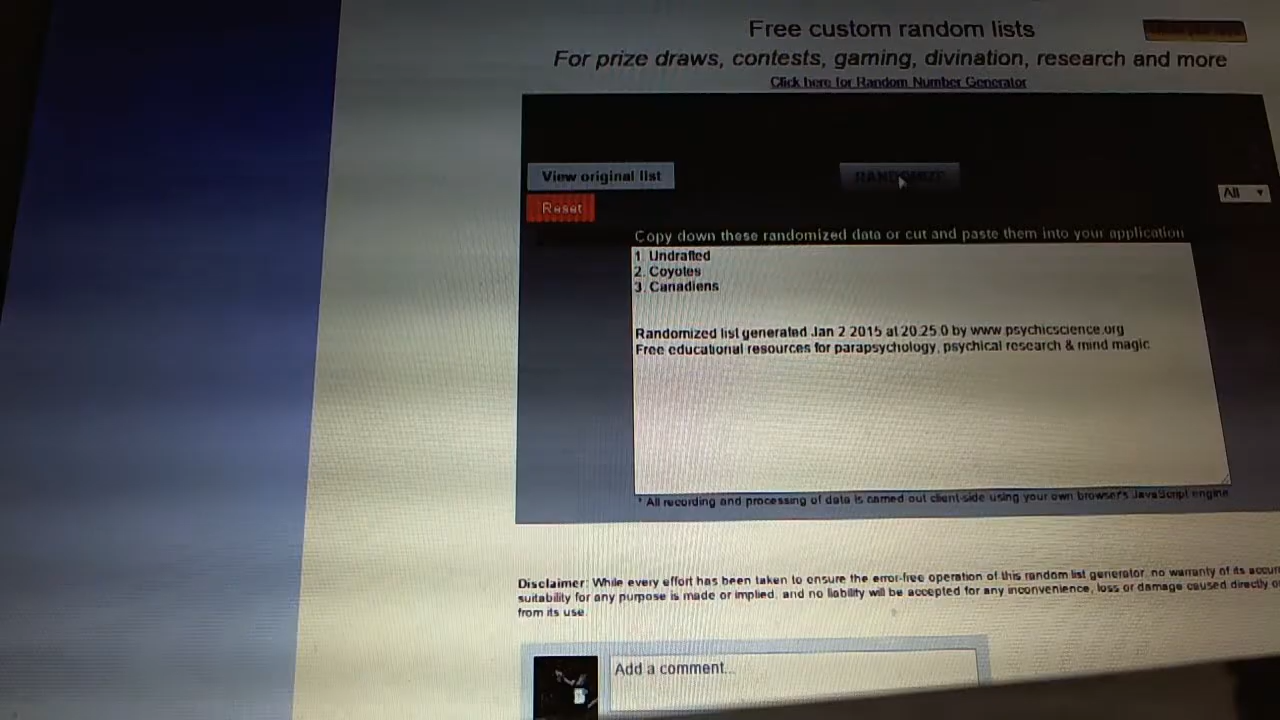 Free custom random lists
For prize draws, contests, gaming, divination, research and more
Click here for Random Number Generator
View original list
RANDOMIZE
Reset
All
Copy down these randomized data or cut and paste them into your application
1. Undrafted
2. Coyotes
3. Canadiens
Randomized list generated Jan 2 2015 at 20:25:0 by www.psychicscience.org
Free educational resources for parapsychology, psychical research & mind magic
* All recording and processing of data is carried out client-side using your own browser's JavaScript engine
Disclaimer: While every effort has been taken to ensure the error-free operation of this random list generator, no warranty of its
suitability for any purpose is made or implied, and no liability will be accepted for any inconvenience, loss or damage caused directly
from its use.
Add a comment...